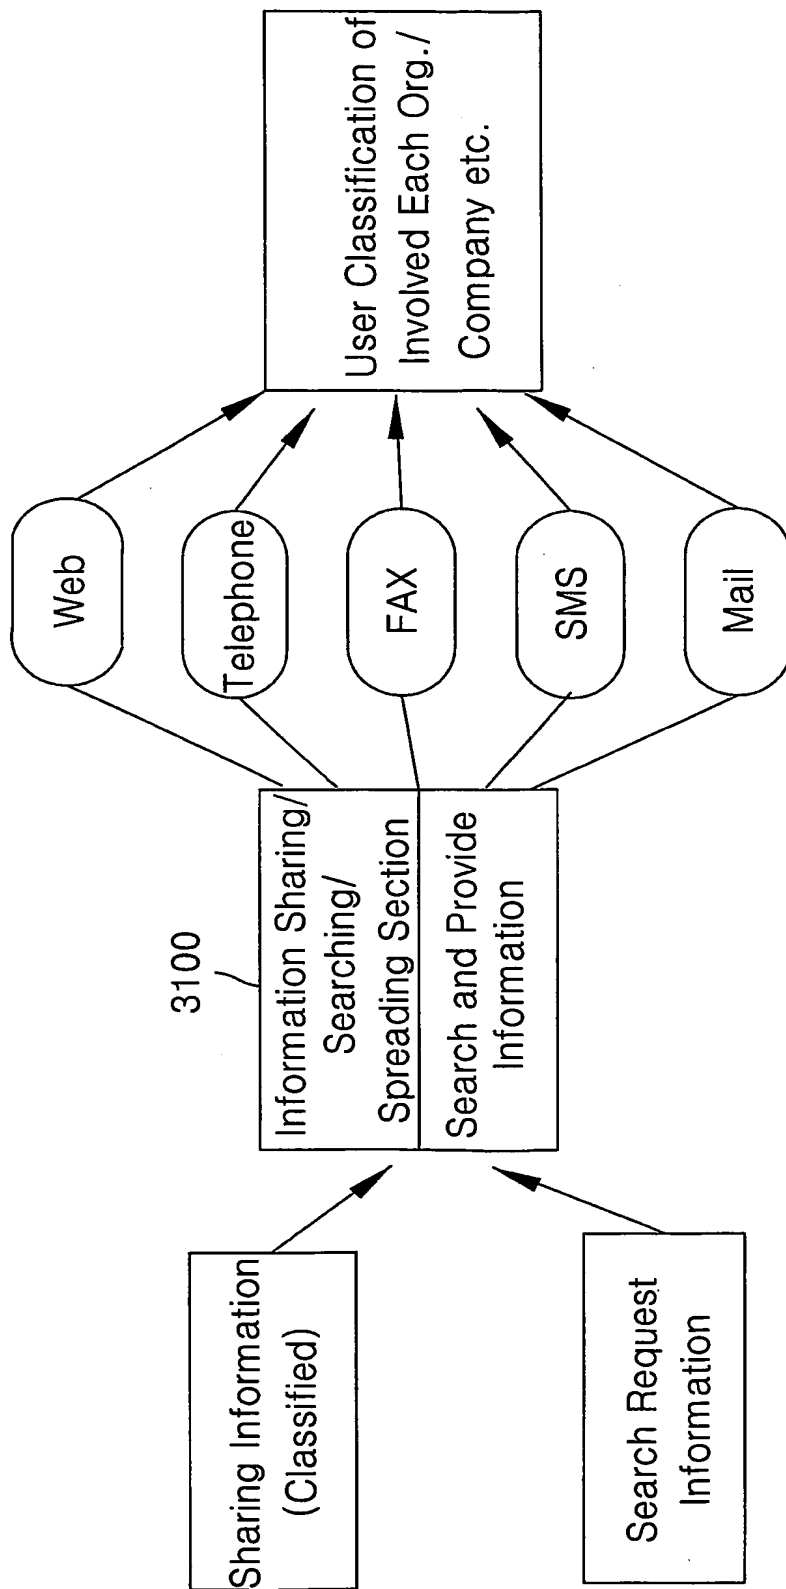 Sharing Information
(Classified)
Search Request
Information
3100
Information Sharing/
Searching/
Spreading Section
Search and Provide
Information
Web
Telephone
FAX
SMS
Mail
User Classification of
Involved Each Org./
Company etc.